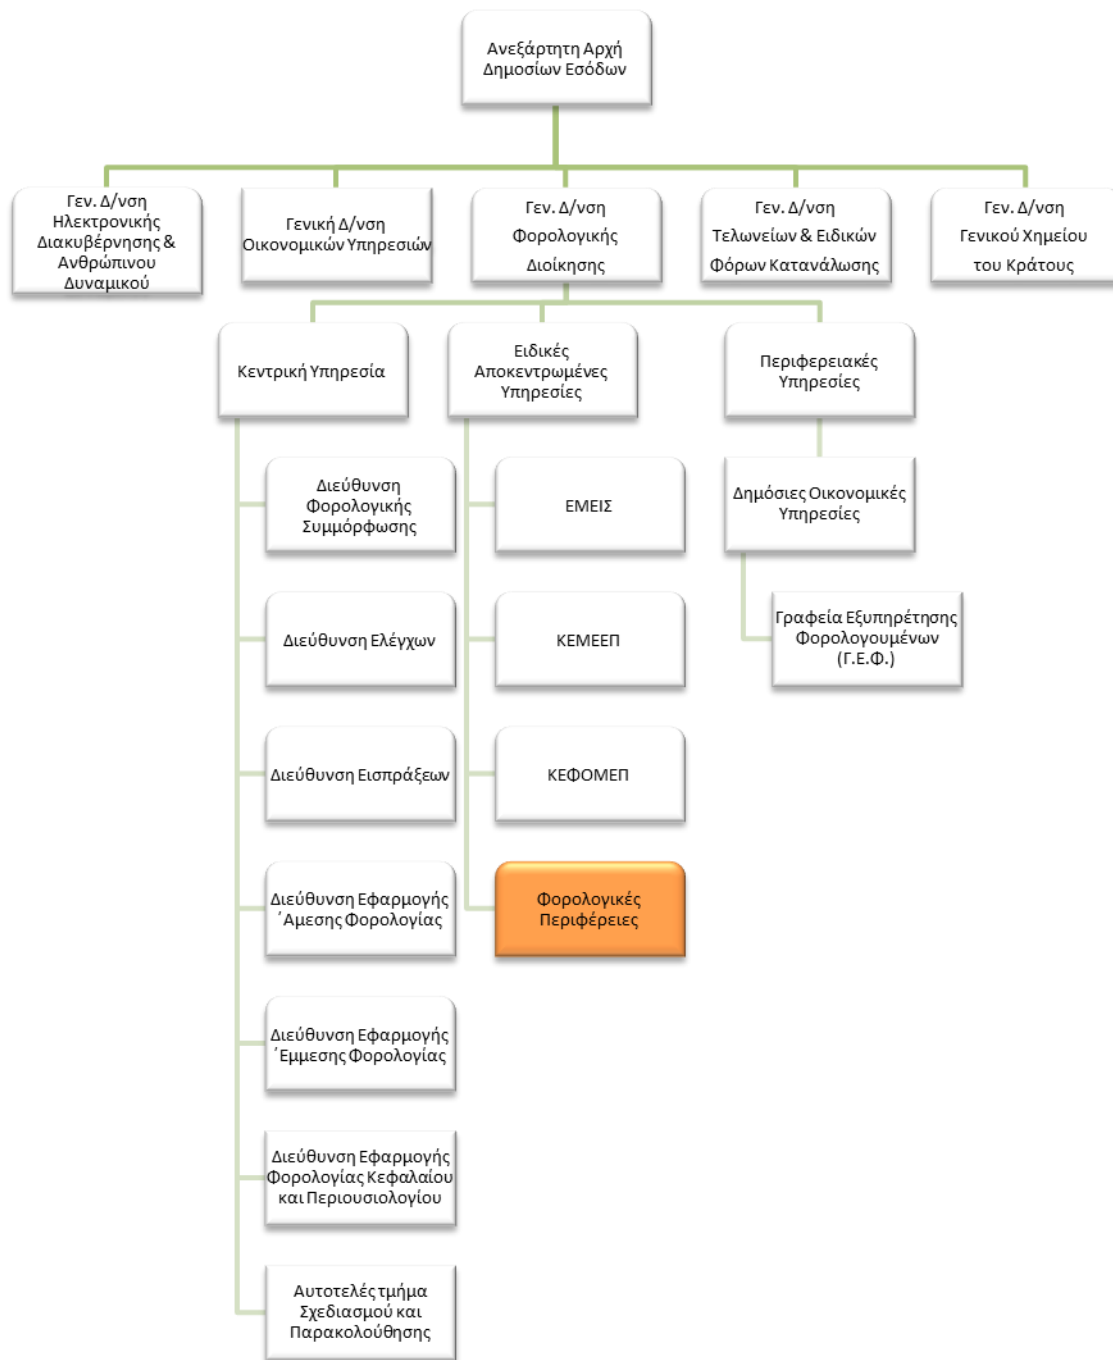 Ανεξάρτητη Αρχή
Δημοσίων Εσόδων
Γεν. Δ/νση
Ηλεκτρονικής
Διακυβέρνησης &
Ανθρώπινου
Δυναμικού
Γενική Δ/νση
Οικονομικών Υπηρεσιών
Γεν. Δ/νση
Φορολογικής
Διοίκησης
Γεν. Δ/νση
Τελωνείων & Ειδικών
Φόρων Κατανάλωσης
Γεν. Δ/νση
Γενικού Χημείου
του Κράτους
Κεντρική Υπηρεσία
Ειδικές
Αποκεντρωμένες
Υπηρεσίες
Περιφερειακές
Υπηρεσίες
Διεύθυνση
Φορολογικής
Συμμόρφωσης
Διεύθυνση Ελέγχων
Διεύθυνση Εισπράξεων
Διεύθυνση Εφαρμογής
΄Αμεσης Φορολογίας
Διεύθυνση Εφαρμογής
΄Εμμεσης Φορολογίας
Διεύθυνση Εφαρμογής
Φορολογίας Κεφαλαίου
και Περιουσιολογίου
Αυτοτελές τμήμα
Σχεδιασμού και
Παρακολούθησης
ΕΜΕΙΣ
ΚΕΜΕΕΠ
ΚΕΦΟΜΕΠ
Φορολογικές
Περιφέρειες
Δημόσιες Οικονομικές
Υπηρεσίες
Γραφεία Εξυπηρέτησης
Φορολογουμένων
(Γ.Ε.Φ.)